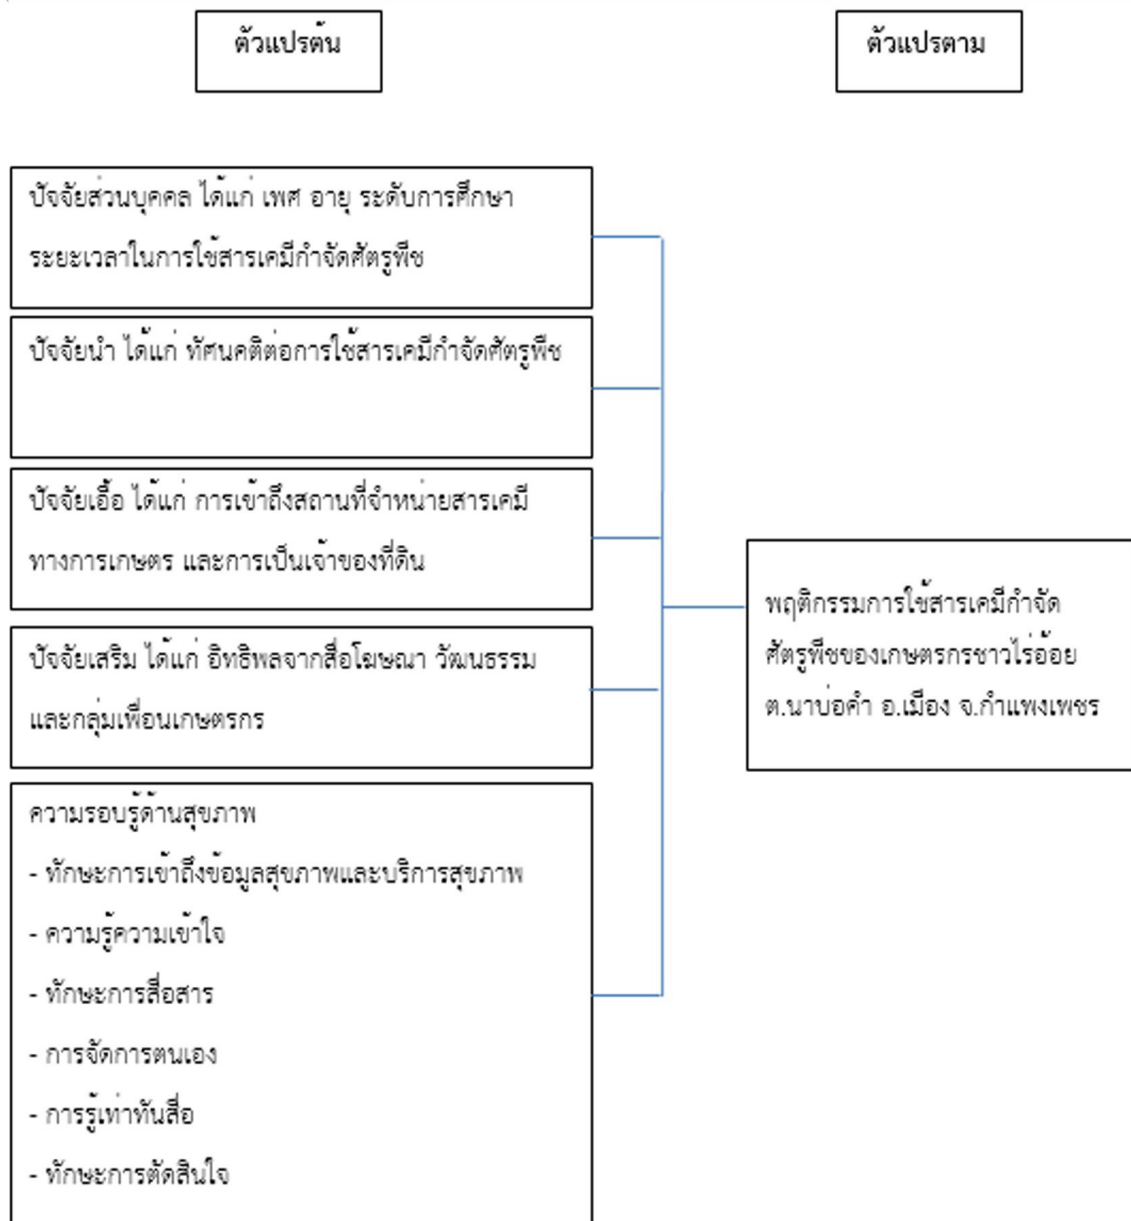 ตัวแปรต้น
ตัวแปรตาม
ปัจจัยส่วนบุคคล ได้แก่ เพศ อายุ ระดับการศึกษา
ระยะเวลาในการใช้สารเคมีกำจัดศัตรูพืช
ปัจจัยนำ ได้แก่ ทัศนคติต่อการใช้สารเคมีกำจัดศัตรูพืช
ปัจจัยเอื้อ ได้แก่ การเข้าถึงสถานที่จำหน่ายสารเคมี
ทางการเกษตร และการเป็นเจ้าของที่ดิน
ปัจจัยเสริม ได้แก่ อิทธิพลจากสื่อโฆษณา วัฒนธรรม
และกลุ่มเพื่อนเกษตรกร
ความรอบรู้ด้านสุขภาพ
- ทักษะการเข้าถึงข้อมูลสุขภาพและบริการสุขภาพ
- ความรู้ความเข้าใจ
- ทักษะการสื่อสาร
- การจัดการตนเอง
- การรู้เท่าทันสื่อ
- ทักษะการตัดสินใจ
พฤติกรรมการใช้สารเคมีกำจัด
ศัตรูพืชของเกษตรกรชาวไร่อ้อย
ต.นาบ่อคำ อ.เมือง จ.กำแพงเพชร